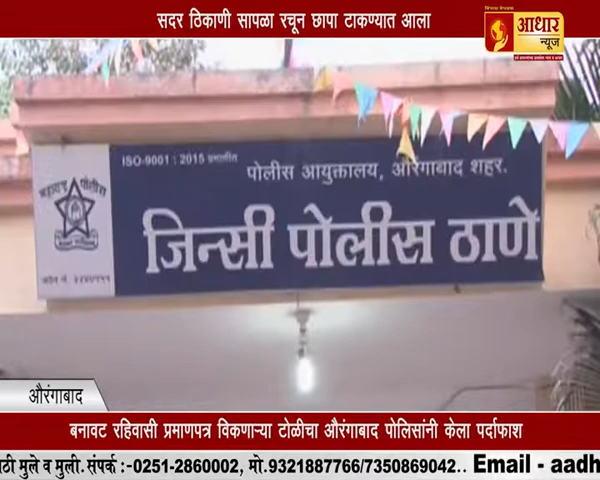 सदर ठिकाणी सापळा रचून छापा टाकण्यात आला
आधार
न्यूज
ISO-9001 : 2015 प्रमाणीत
पोलीस आयुक्तालय, औरंगाबाद शहर.
महाराष्ट्र पोलीस
जिन्सी पोलीस ठाणे
औरंगाबाद
बनावट रहिवासी प्रमाणपत्र विकणाऱ्या टोळीचा औरंगाबाद पोलिसांनी केला पर्दाफाश
ठी मुले व मुली. संपर्क :-0251-2860002, मो.9321887766/7350869042.. Email - aadh